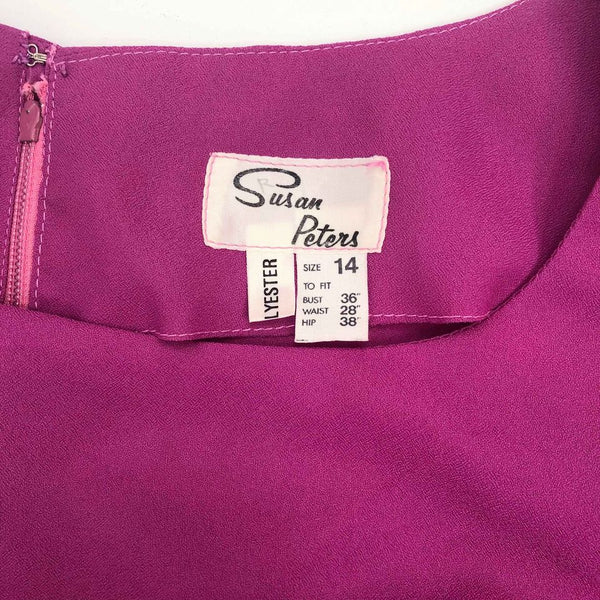 Susan
Peters
LYESTER
SIZE 14
TO FIT
BUST 36"
WAIST 28"
HIP 38"